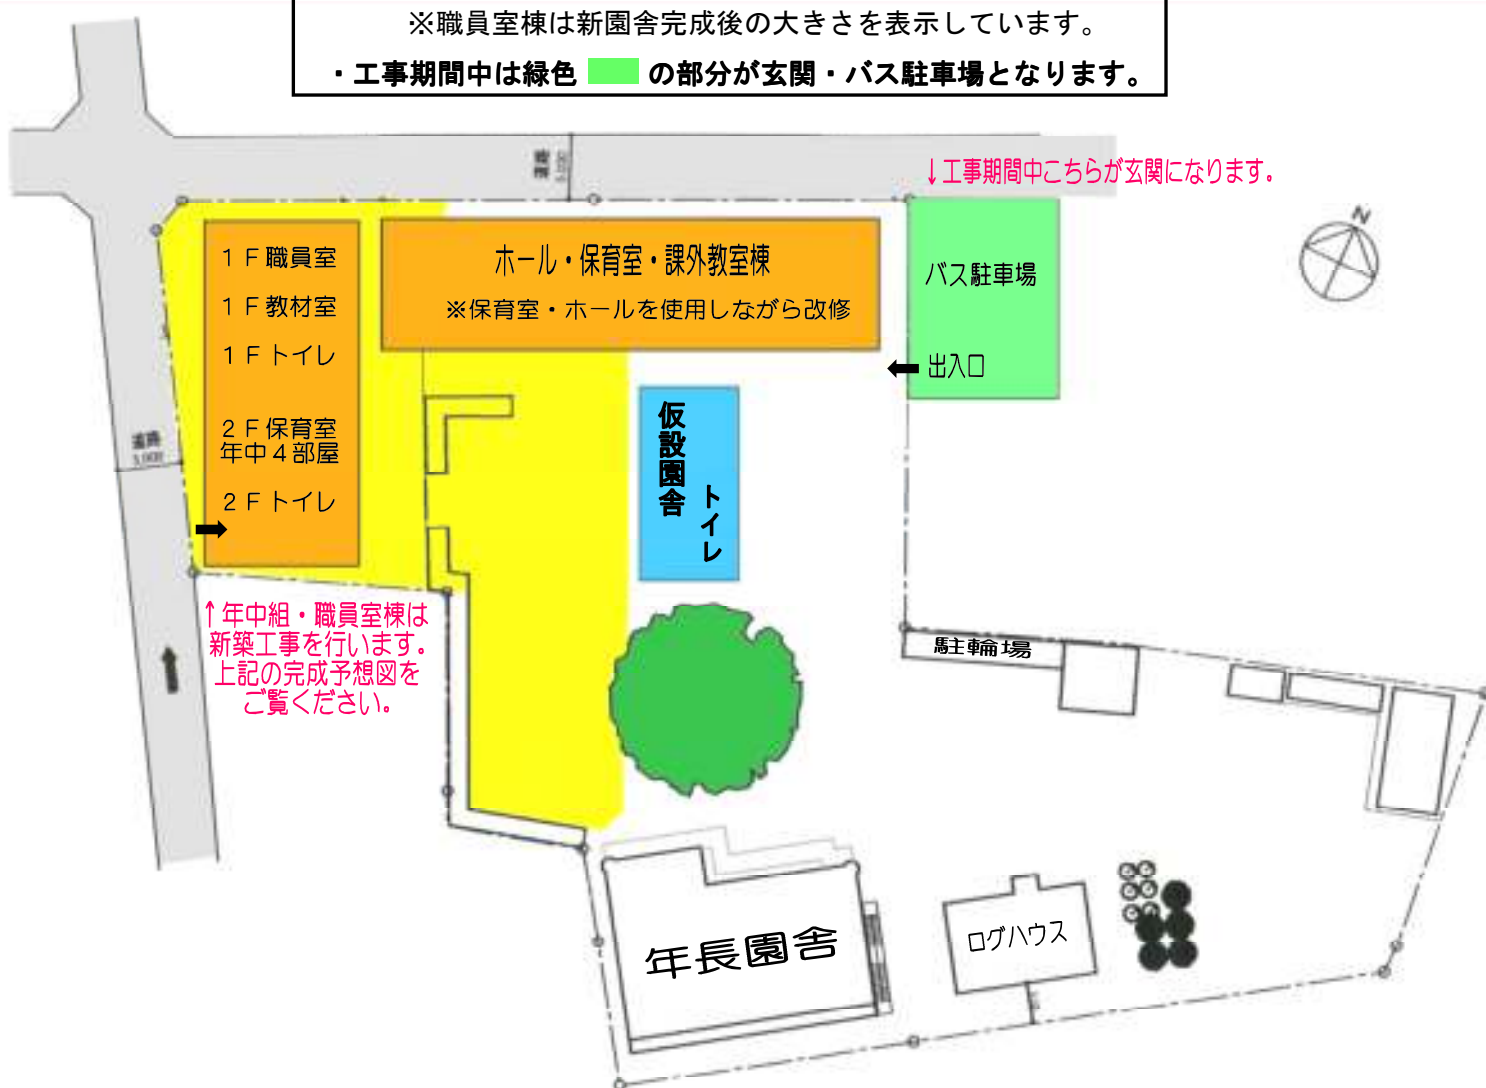 ※職員室棟は新園舎完成後の大きさを表示しています。
・工事期間中は緑色　の部分が玄関・バス駐車場となります。
道路
5.000
↓工事期間中こちらが玄関になります。
N
１Ｆ職員室
１Ｆ教材室
１Ｆトイレ
２Ｆ保育室
年中４部屋
２Ｆトイレ
ホール・保育室・課外教室棟
※保育室・ホールを使用しながら改修
バス駐車場
出入口
道路
5.000
仮設園舎
トイレ
↑年中組・職員室棟は
新築工事を行います。
上記の完成予想図を
ご覧ください。
駐輪場
年長園舎
ログハウス